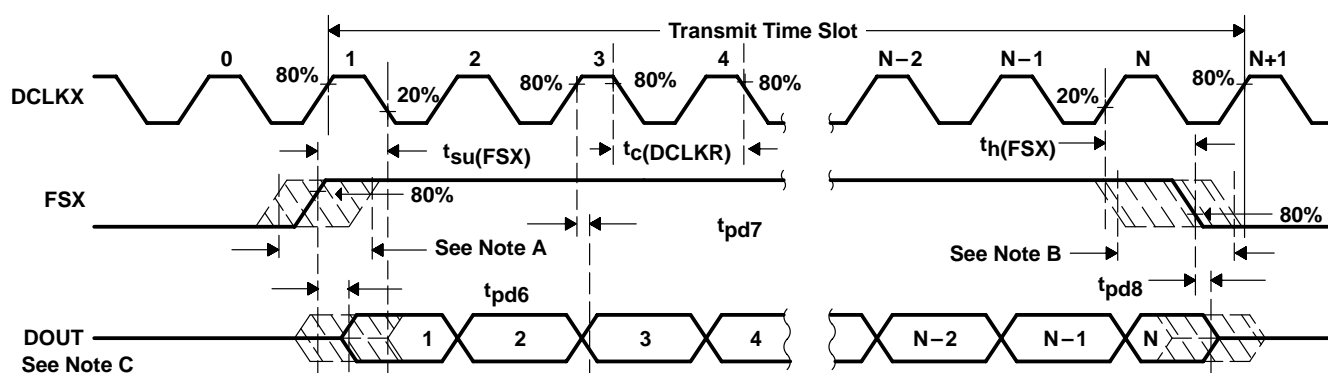 Transmit Time Slot
0 1 2 3 4 N−2 N−1 N N+1
80% 80% 80% 80% 80%
DCLKX
20% 20%
tsu(FSX) tc(DCLKR) th(FSX)
FSX
80% 80%
tpd7
See Note A See Note B
tpd6 tpd8
DOUT 1 2 3 4 N−2 N−1 N
See Note C